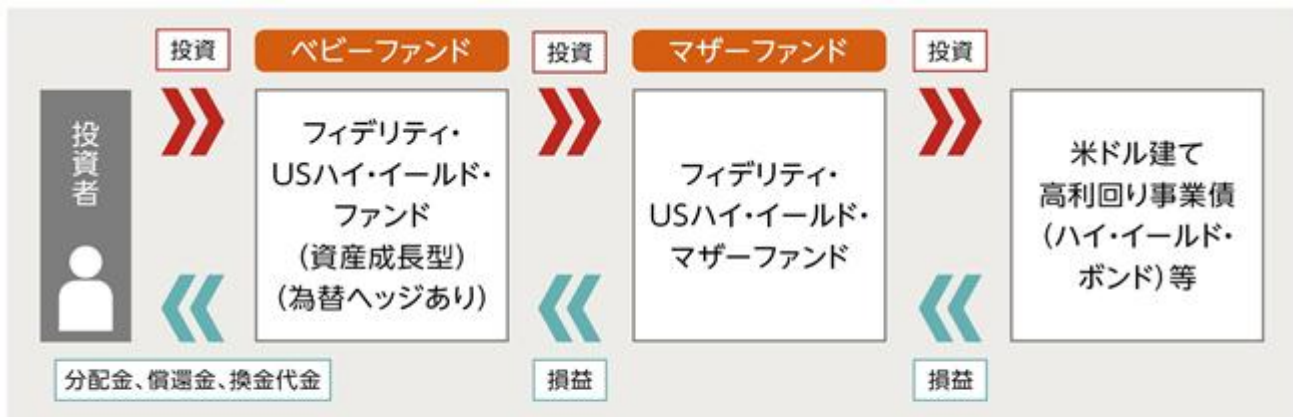 投資
ベビーファンド
投資
マザーファンド
投資
投資者
フィデリティ・
USハイ・イールド・
ファンド
(資産成長型)
(為替ヘッジあり)
フィデリティ・
USハイ・イールド・
マザーファンド
米ドル建て
高利回り事業債
(ハイ・イールド・
ボンド)等
分配金、償還金、換金代金
損益
損益